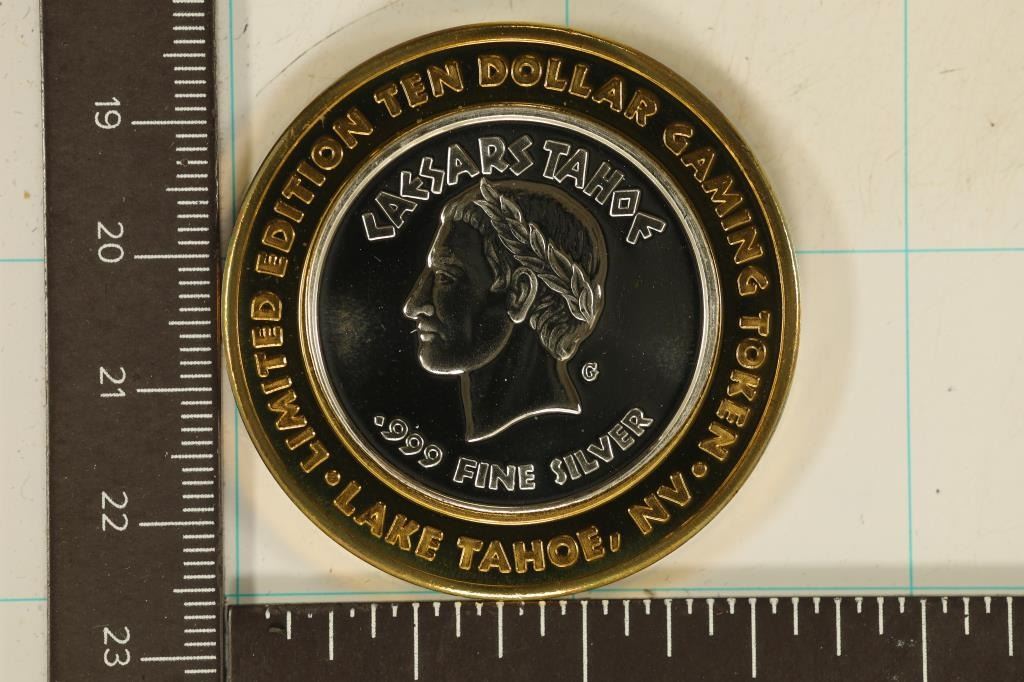 LIMITED EDITION TEN DOLLAR GAMING TOKEN
CAESARS TAHOE
G
.999 FINE SILVER
• LAKE TAHOE, NV •
19
20
21
22
23